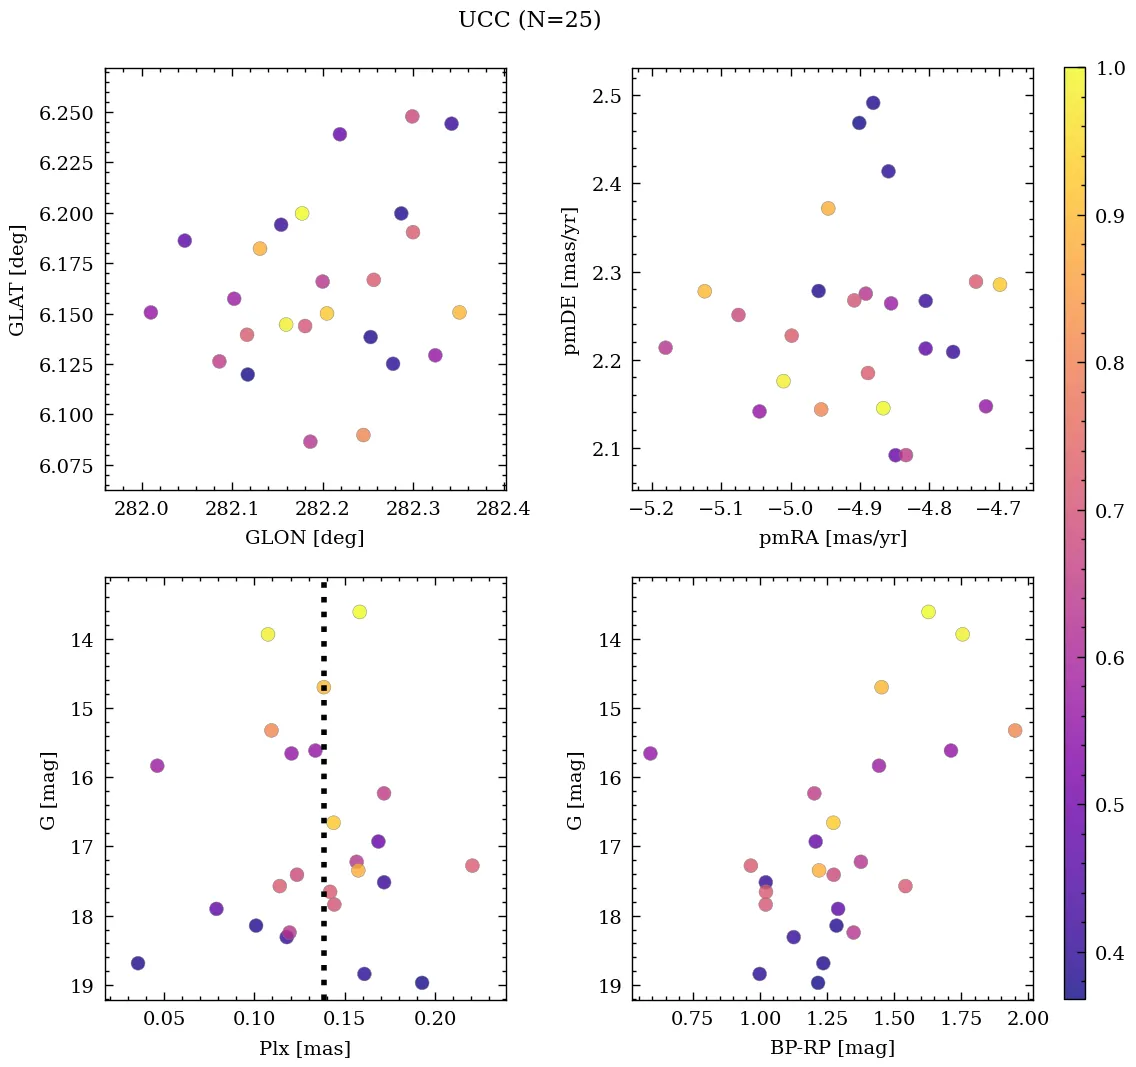 UCC (N=25)
6.250
6.225
6.200
6.175
6.150
6.125
6.100
6.075
GLAT [deg]
282.0 282.1 282.2 282.3 282.4
GLON [deg]
2.5
2.4
2.3
2.2
2.1
pmDE [mas/yr]
−5.2 −5.1 −5.0 −4.9 −4.8 −4.7
pmRA [mas/yr]
14
15
16
17
18
19
G [mag]
0.05 0.10 0.15 0.20
Plx [mas]
14
15
16
17
18
19
G [mag]
0.75 1.00 1.25 1.50 1.75 2.00
BP-RP [mag]
1.0
0.9
0.8
0.7
0.6
0.5
0.4